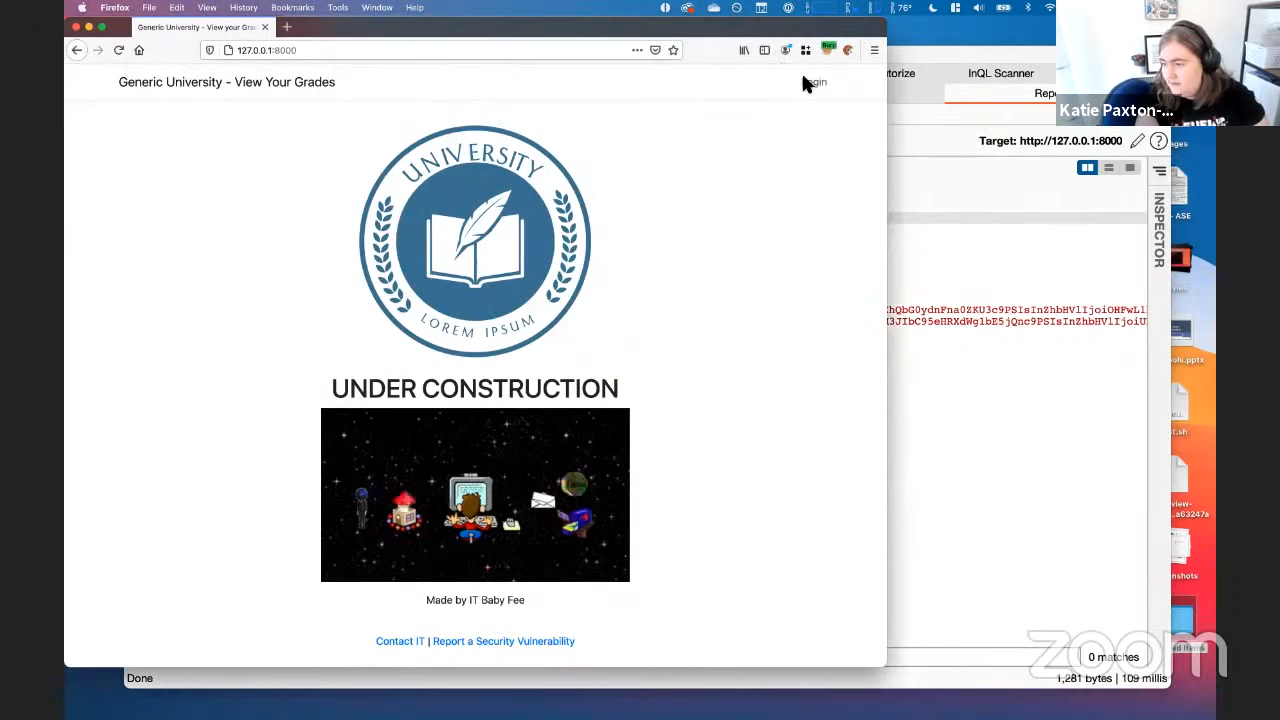 Firefox File Edit View History Bookmarks Tools Window Help 76°
Generic University - View your Gra
127.0.0.1:8000
Generic University - View Your Grades
UNIVERSITY
LOREM IPSUM
UNDER CONSTRUCTION
Made by IT Baby Fee
Contact IT | Report a Security Vulnerability
InQL Scanner
Target: http://127.0.0.1:8000
INSPECTOR
0 matches
Done
1,281 bytes | 109 millis
Katie Paxton-...
- ASE
zoom